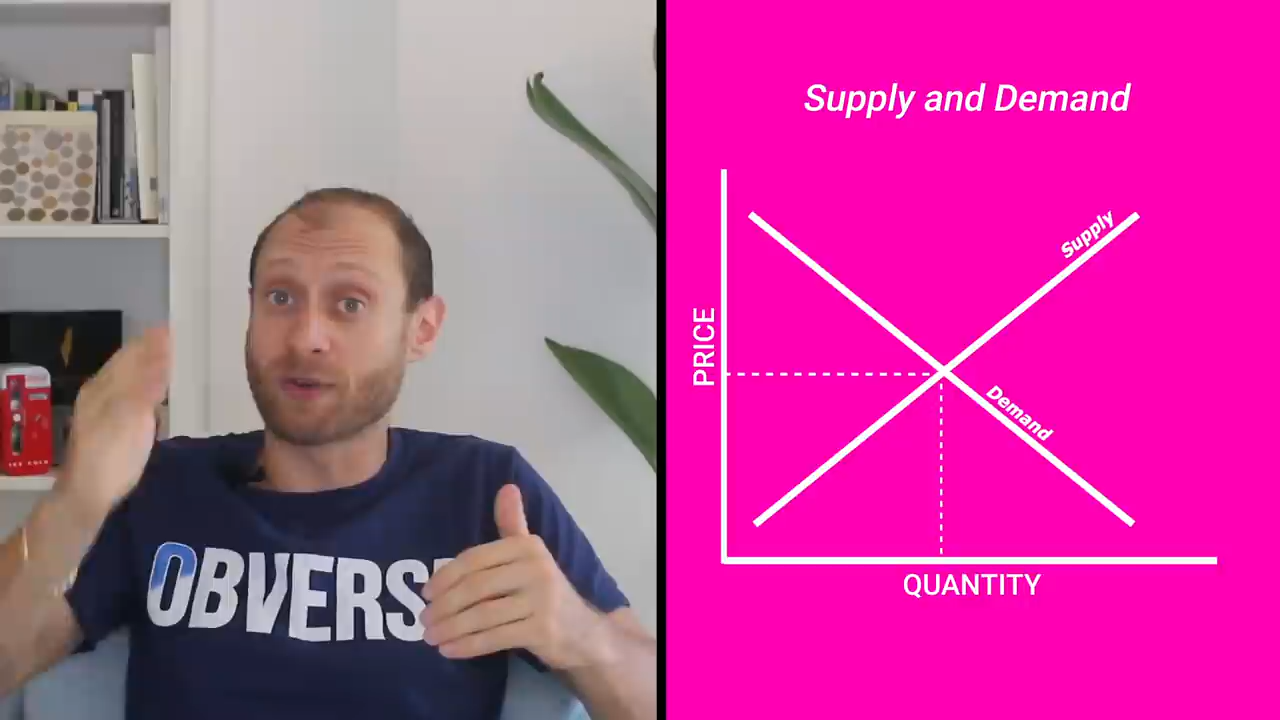 OBVERS
Supply and Demand
Supply
PRICE
Demand
QUANTITY